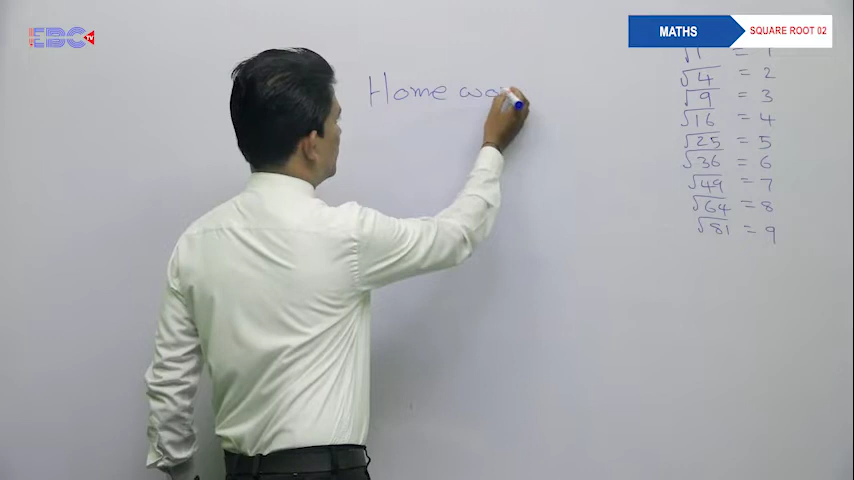 EBC TV
MATHS
SQUARE ROOT 02
Home wo
√1 = 1
√4 = 2
√9 = 3
√16 = 4
√25 = 5
√36 = 6
√49 = 7
√64 = 8
√81 = 9